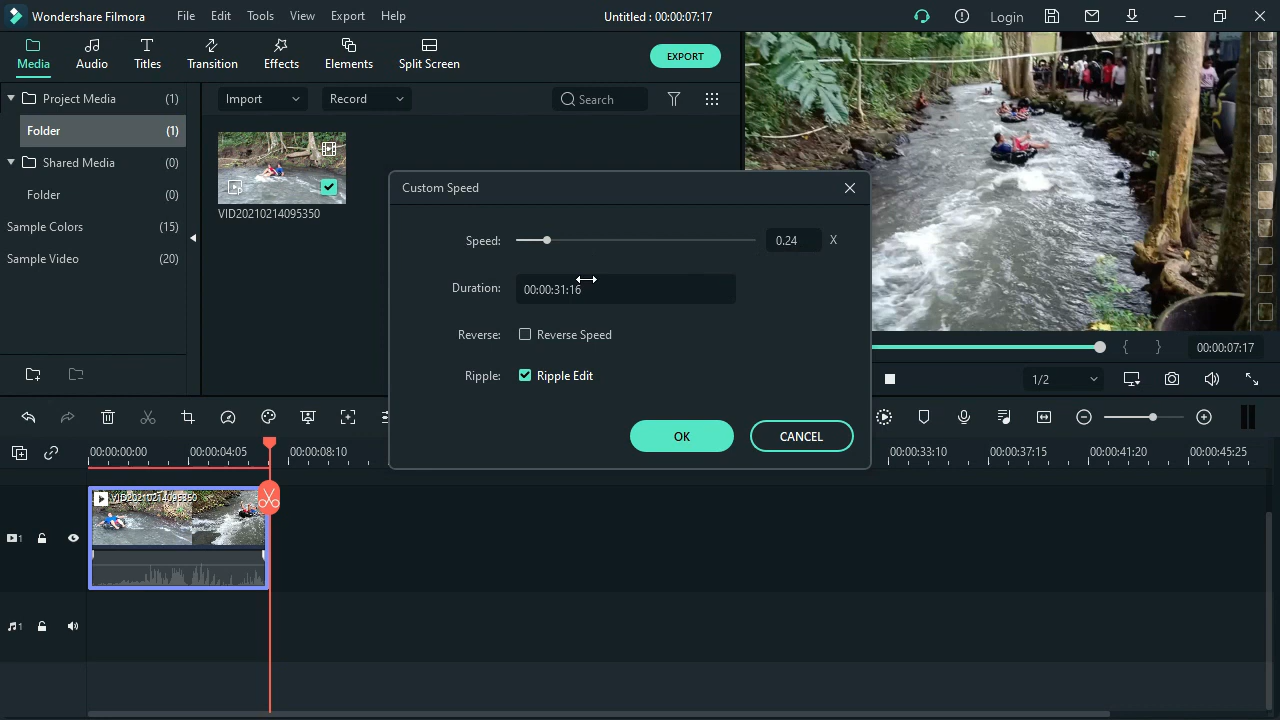 Wondershare Filmora File Edit Tools View Export Help Untitled : 00:00:07:17 Login
Media Audio Titles Transition Effects Elements Split Screen EXPORT
Project Media (1)
Folder (1)
Shared Media (0)
Folder (0)
Sample Colors (15)
Sample Video (20)
Import Record Search
VID20210214095350
Custom Speed
Speed: 0.24 X
Duration: 00:00:31:16
Reverse: Reverse Speed
Ripple: Ripple Edit
OK CANCEL
{ } 00:00:07:17
1/2
00:00:00:00 00:00:04:05 00:00:08:10 00:00:33:10 00:00:37:15 00:00:41:20 00:00:45:25
VID20210214095350
1
1